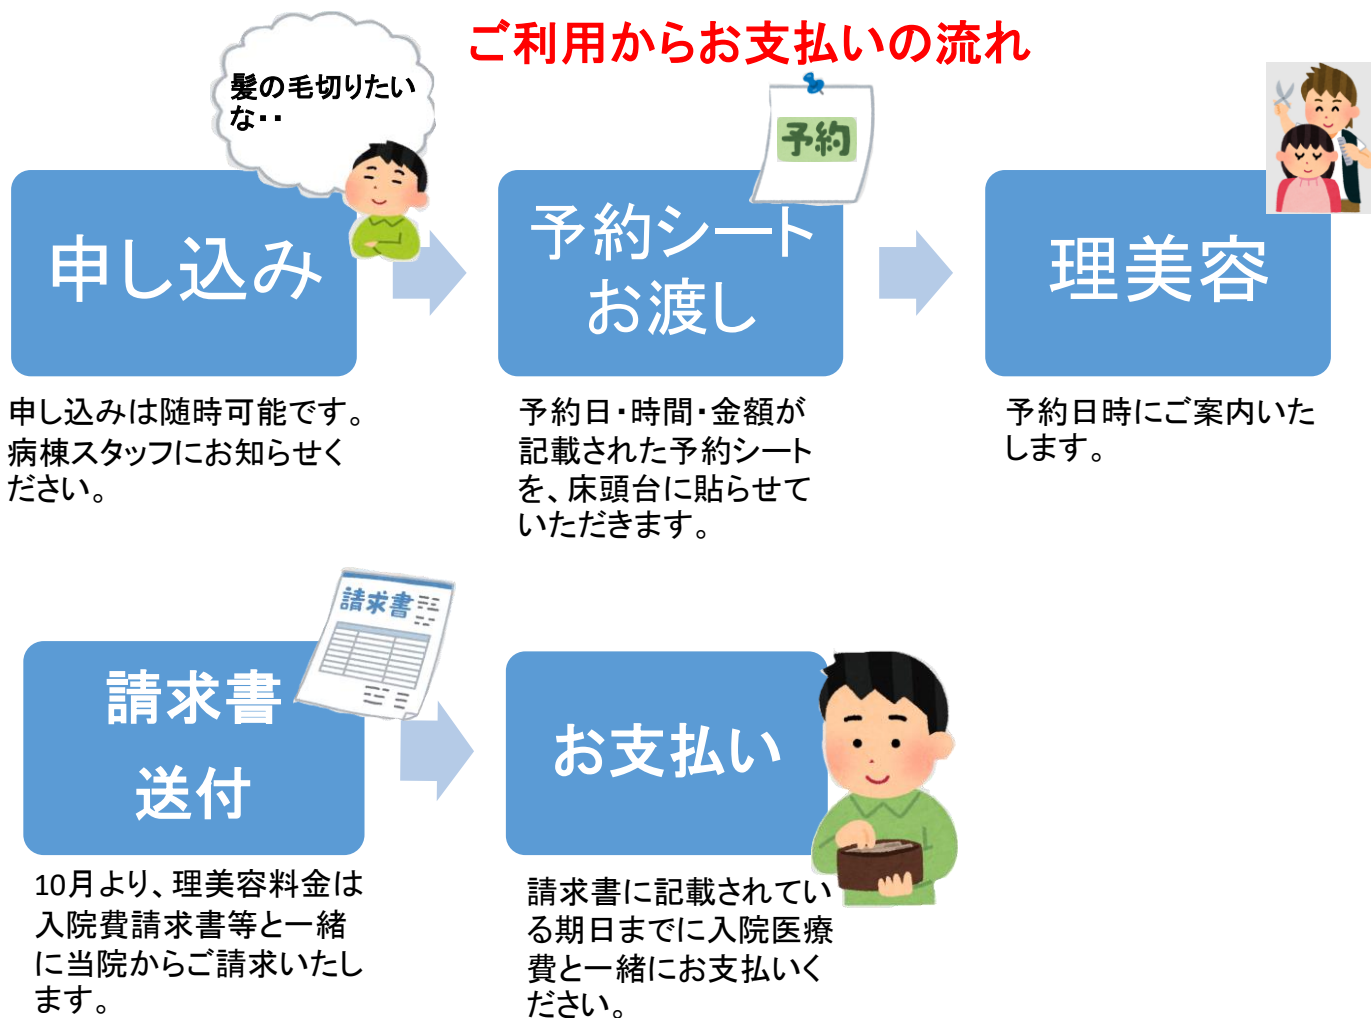 ご利用からお支払いの流れ
髪の毛切りたい
な・・
予約
申し込み
予約シート
お渡し
理美容
申し込みは随時可能です。
病棟スタッフにお知らせく
ださい。
予約日・時間・金額が
記載された予約シート
を、床頭台に貼らせて
いただきます。
予約日時にご案内いた
します。
請求書
請求書
送付
お支払い
10月より、理美容料金は
入院費請求書等と一緒
に当院からご請求いたし
ます。
請求書に記載されてい
る期日までに入院医療
費と一緒にお支払いく
ださい。